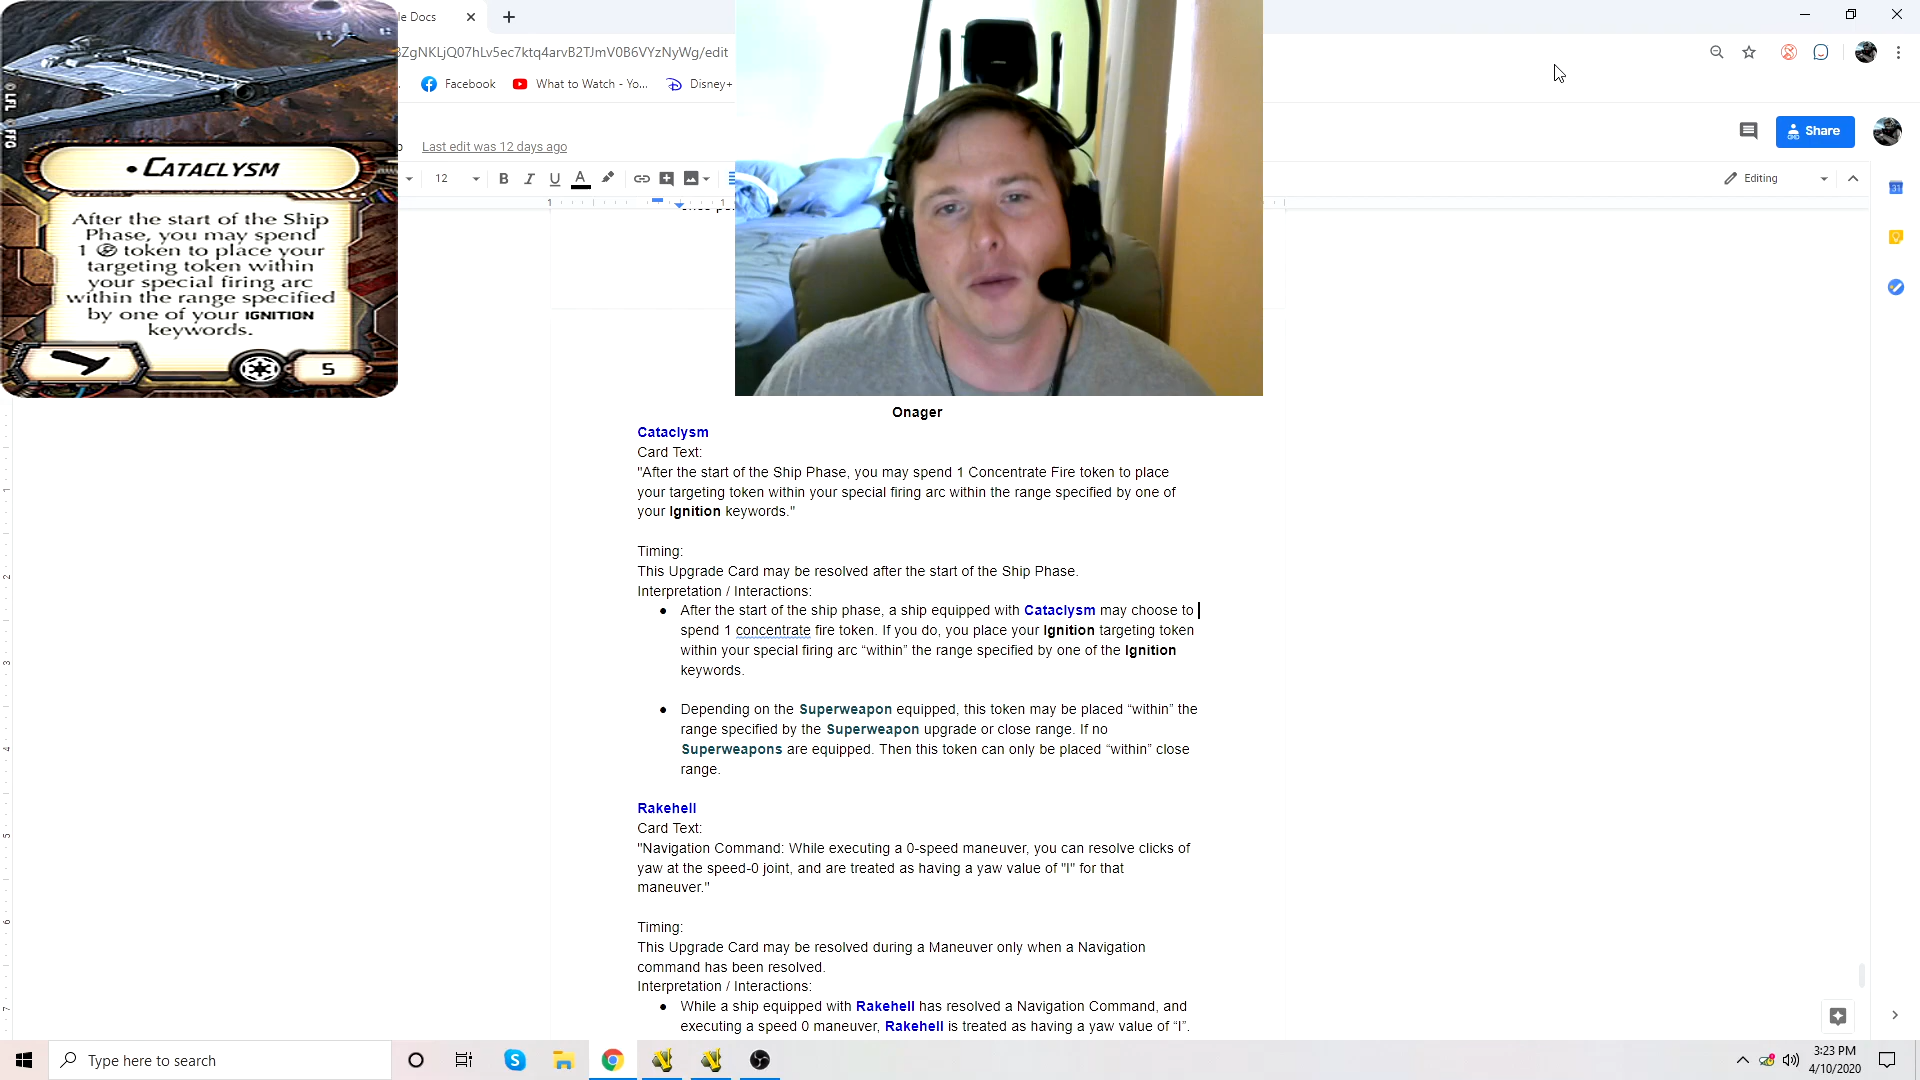 le Docs
3ZgNKLjQ07hLv5ec7ktq4arvB2TJmV0B6VYzNyWg/edit
Facebook
What to Watch - Yo...
Disney+
Share
Last edit was 12 days ago
12
B I U A
Editing
© LFL © FFG
• CATACLYSM
After the start of the Ship
Phase, you may spend
1 token to place your
targeting token within
your special firing arc
within the range specified
by one of your IGNITION
keywords.
5
Onager
Cataclysm
Card Text:
"After the start of the Ship Phase, you may spend 1 Concentrate Fire token to place
your targeting token within your special firing arc within the range specified by one of
your Ignition keywords."
Timing:
This Upgrade Card may be resolved after the start of the Ship Phase.
Interpretation / Interactions:
● After the start of the ship phase, a ship equipped with Cataclysm may choose to
spend 1 concentrate fire token. If you do, you place your Ignition targeting token
within your special firing arc “within” the range specified by one of the Ignition
keywords.
● Depending on the Superweapon equipped, this token may be placed “within” the
range specified by the Superweapon upgrade or close range. If no
Superweapons are equipped. Then this token can only be placed “within” close
range.
Rakehell
Card Text:
"Navigation Command: While executing a 0-speed maneuver, you can resolve clicks of
yaw at the speed-0 joint, and are treated as having a yaw value of "I" for that
maneuver."
Timing:
This Upgrade Card may be resolved during a Maneuver only when a Navigation
command has been resolved.
Interpretation / Interactions:
● While a ship equipped with Rakehell has resolved a Navigation Command, and
executing a speed 0 maneuver, Rakehell is treated as having a yaw value of “I”.
Type here to search
3:23 PM
4/10/2020